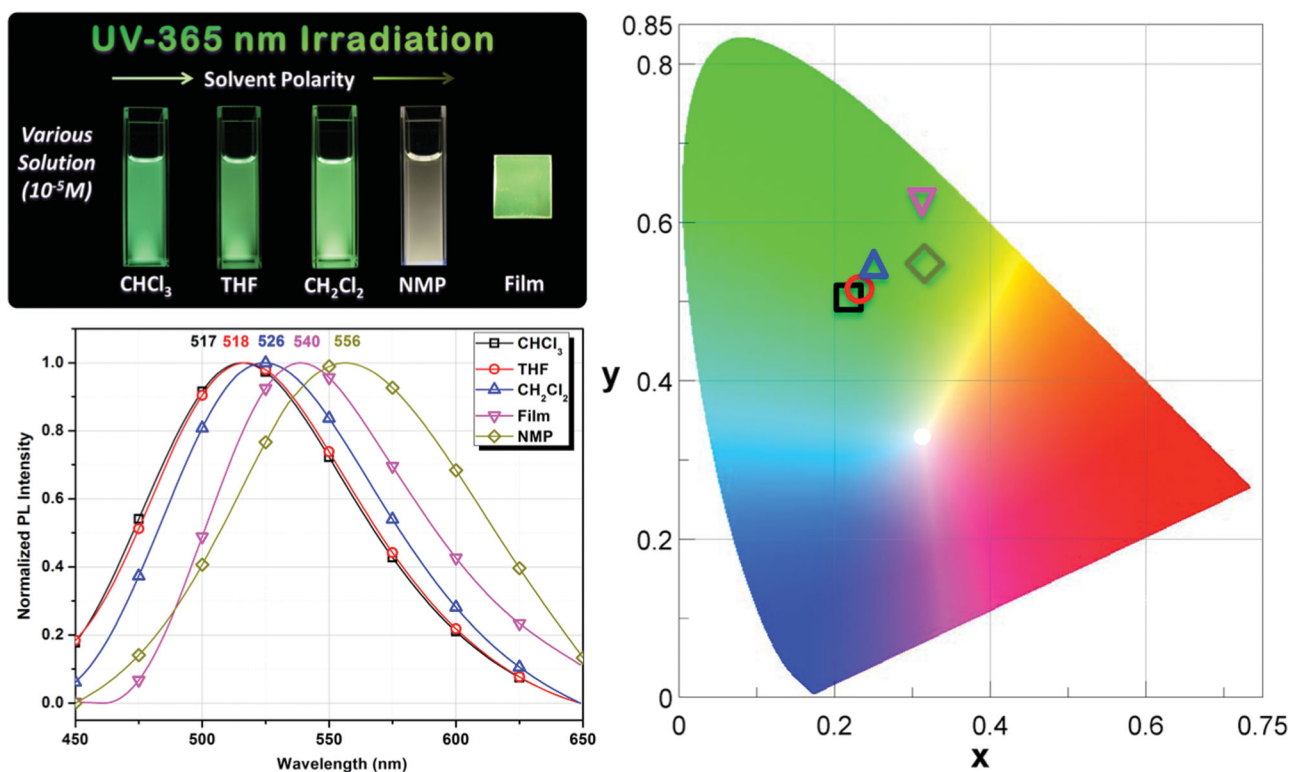 UV-365 nm Irradiation
Solvent Polarity
Various
Solution
(10⁻⁵M)
CHCl₃
THF
CH₂Cl₂
NMP
Film
517 518 526 540 556
CHCl₃
THF
CH₂Cl₂
Film
NMP
Normalized PL Intensity
1.0
0.8
0.6
0.4
0.2
0.0
450 500 550 600 650
Wavelength (nm)
0.85
0.8
0.6
y
0.4
0.2
0
0 0.2 0.4 0.6 0.75
x